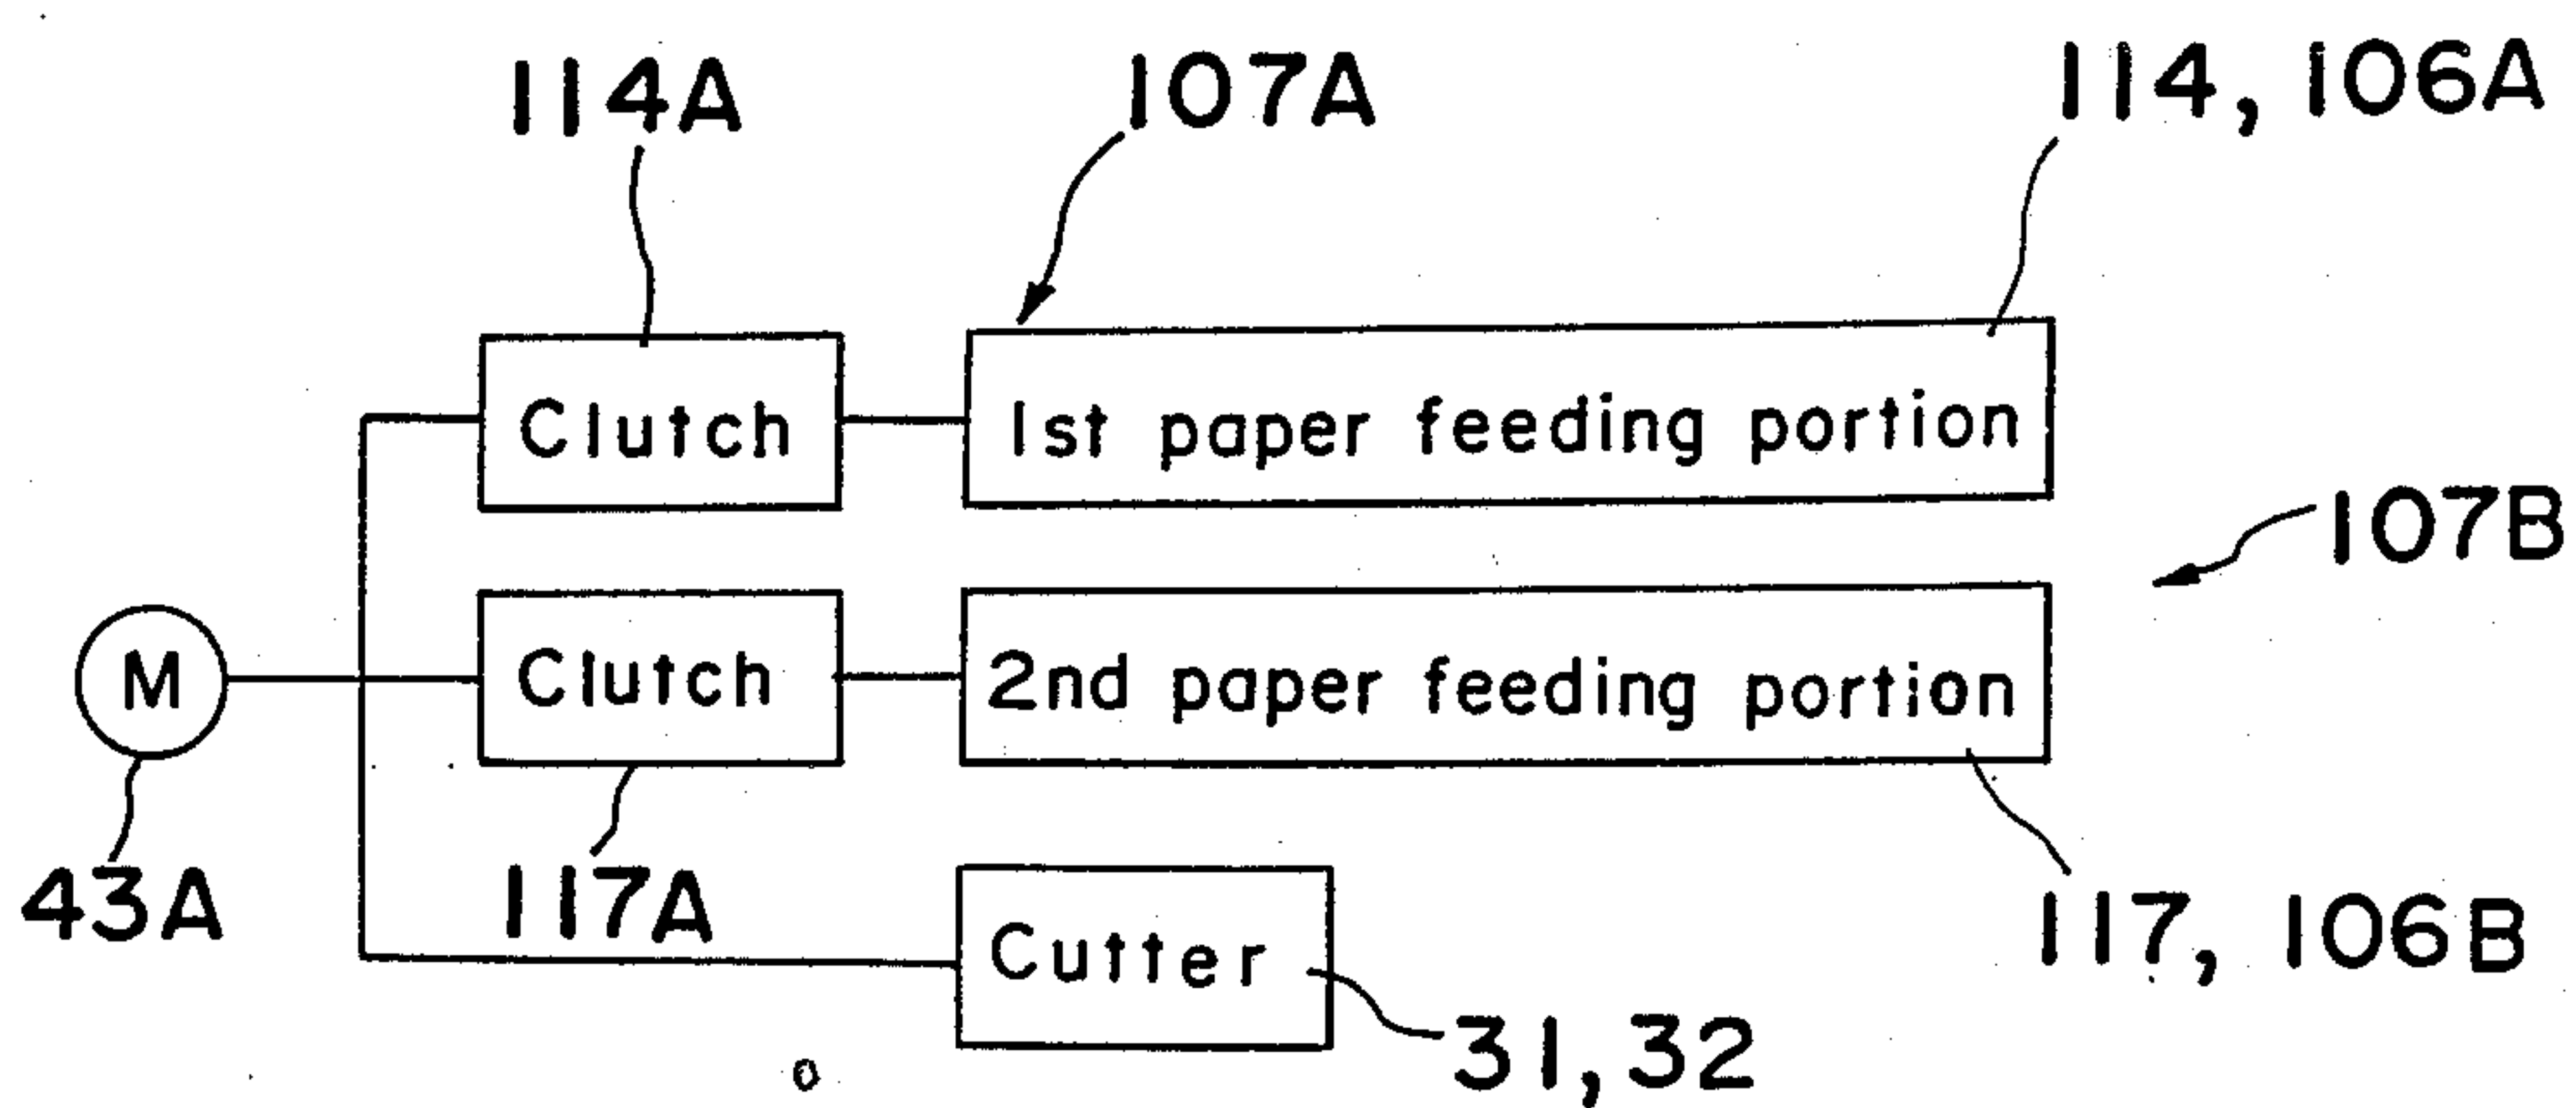 114A
107A
114, 106A
Clutch
1st paper feeding portion
107B
M
Clutch
2nd paper feeding portion
43A
117A
Cutter
117, 106B
31, 32